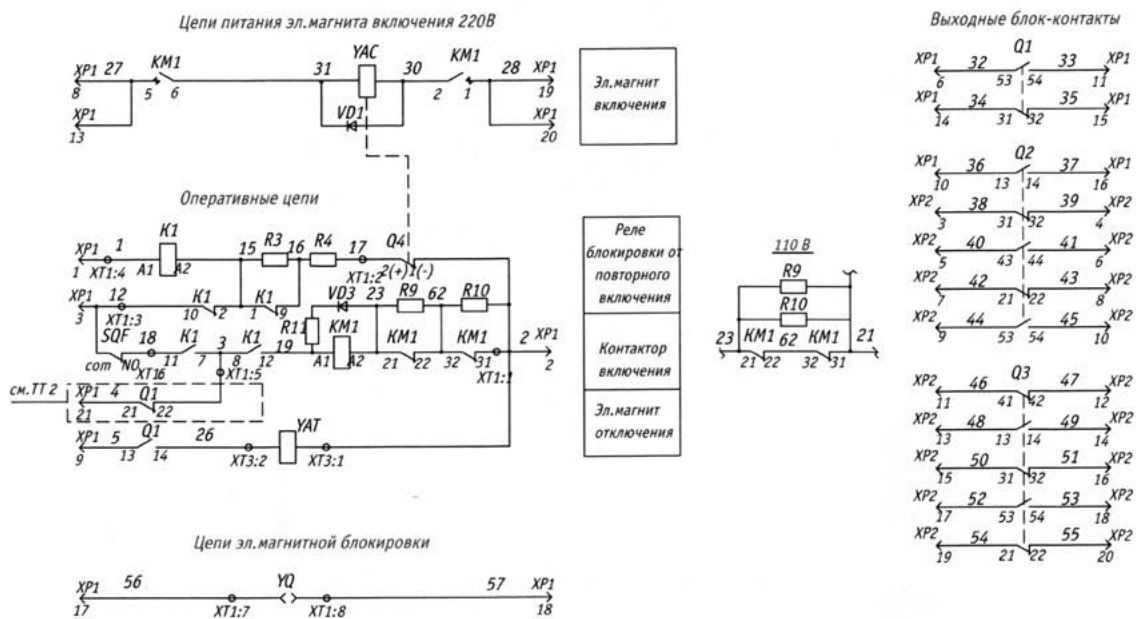 Цепи питания эл.магнита включения 220В
Выходные блок-контакты
XP1 27 KM1 31 YAC 30 KM1 28 XP1
8 5 6 2 1 19
XP1 VD1 XP1
13 20
Эл.магнит
включения
Оперативные цепи
XP1 1 K1 15 R3 16 R4 17 Q4
1 XT1:4 A1 A2 XT1:2 2(+) 1(-)
XP1 12 K1 K1 VD3 23 R9 62 R10
3 XT1:3 10 2 1 9
R11
SQF 18 K1 3 K1 19 KM1 KM1 KM1 2 XP1
com NO XT16 11 7 8 12 A1 A2 21 22 32 31 2
XT1:5 XT1:1
см.ТТ 2
XP1 4 Q1
21 21 22
XP1 5 Q1 26 YAT
9 13 14 XT3:2 XT3:1
Реле
блокировки от
повторного
включения
Контактор
включения
Эл.магнит
отключения
110 В
R9
R10
23 KM1 62 KM1 21
21 22 32 31
Цепи эл.магнитной блокировки
XP1 56 YQ 57 XP1
17 XT1:7 XT1:8 18
Q1
XP1 32 33 XP1
6 53 54 11
XP1 34 35 XP1
14 31 32 15
Q2
XP1 36 37 XP1
10 13 14 16
XP2 38 39 XP2
3 31 32 4
XP2 40 41 XP2
5 43 44 6
XP2 42 43 XP2
7 21 22 8
XP2 44 45 XP2
9 53 54 10
Q3
XP2 46 47 XP2
11 41 42 12
XP2 48 49 XP2
13 13 14 14
XP2 50 51 XP2
15 31 32 16
XP2 52 53 XP2
17 53 54 18
XP2 54 55 XP2
19 21 22 20